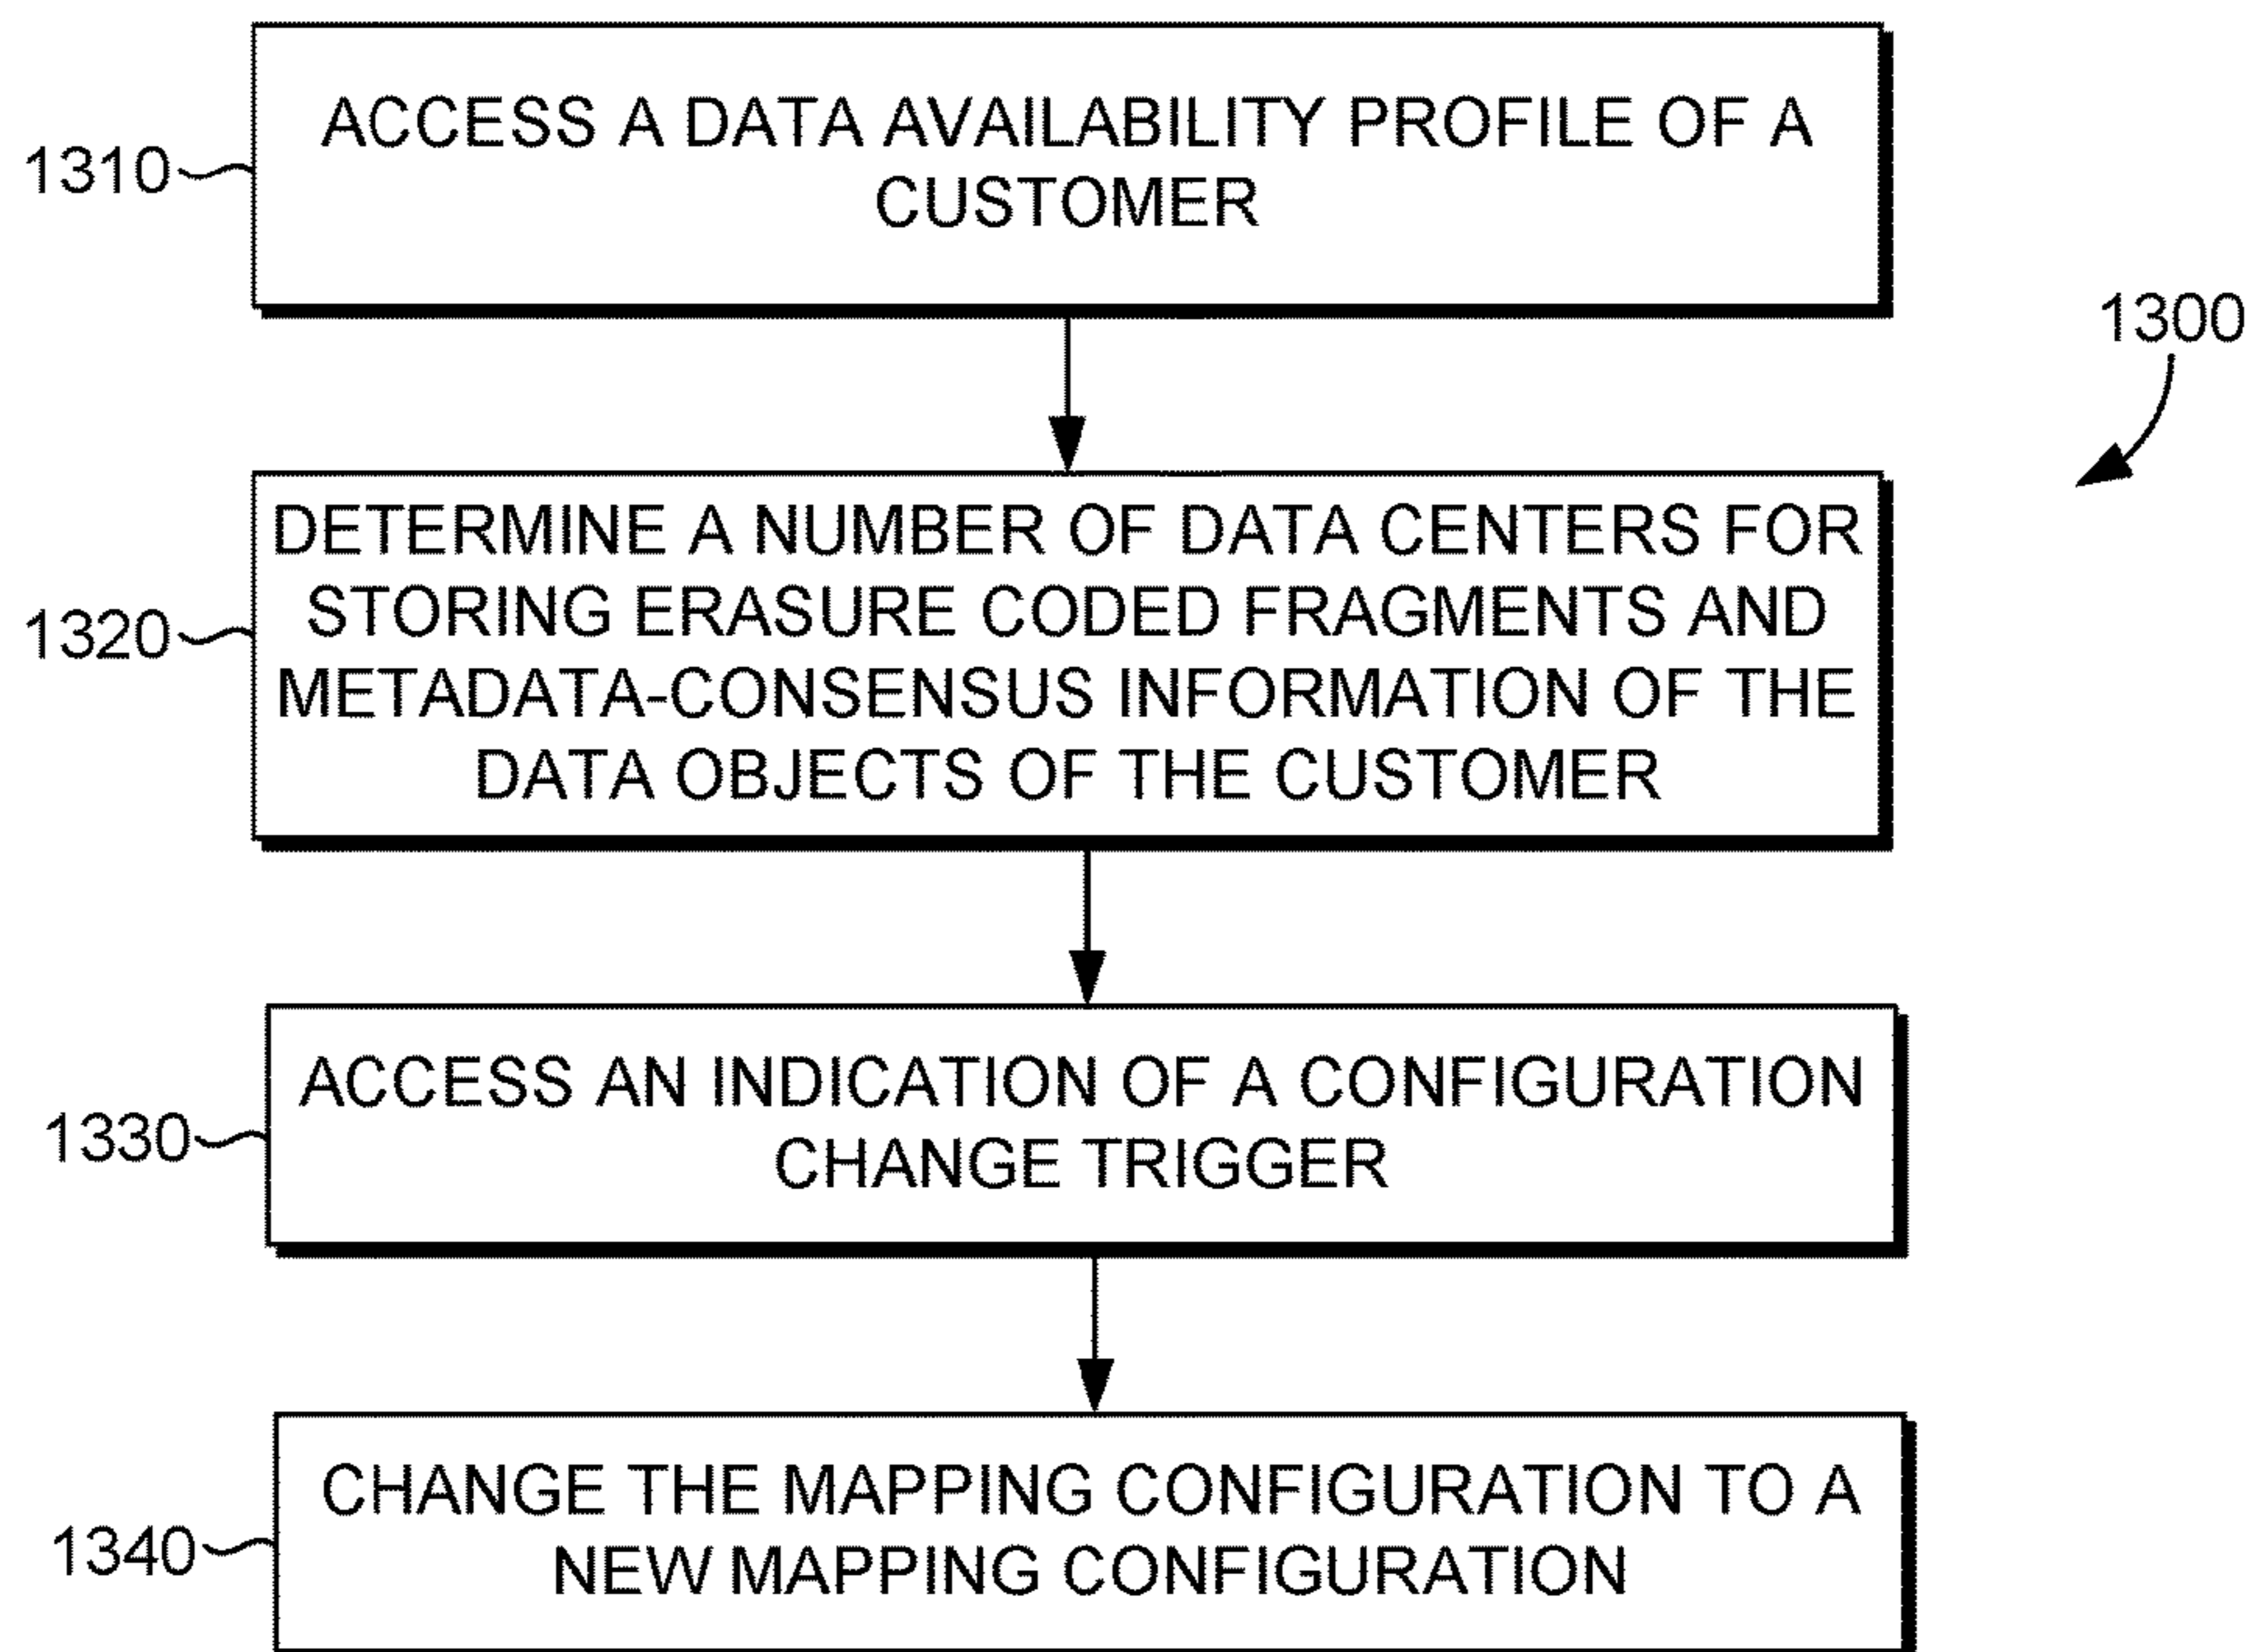 1310
ACCESS A DATA AVAILABILITY PROFILE OF A
CUSTOMER
1300
1320
DETERMINE A NUMBER OF DATA CENTERS FOR
STORING ERASURE CODED FRAGMENTS AND
METADATA-CONSENSUS INFORMATION OF THE
DATA OBJECTS OF THE CUSTOMER
1330
ACCESS AN INDICATION OF A CONFIGURATION
CHANGE TRIGGER
1340
CHANGE THE MAPPING CONFIGURATION TO A
NEW MAPPING CONFIGURATION